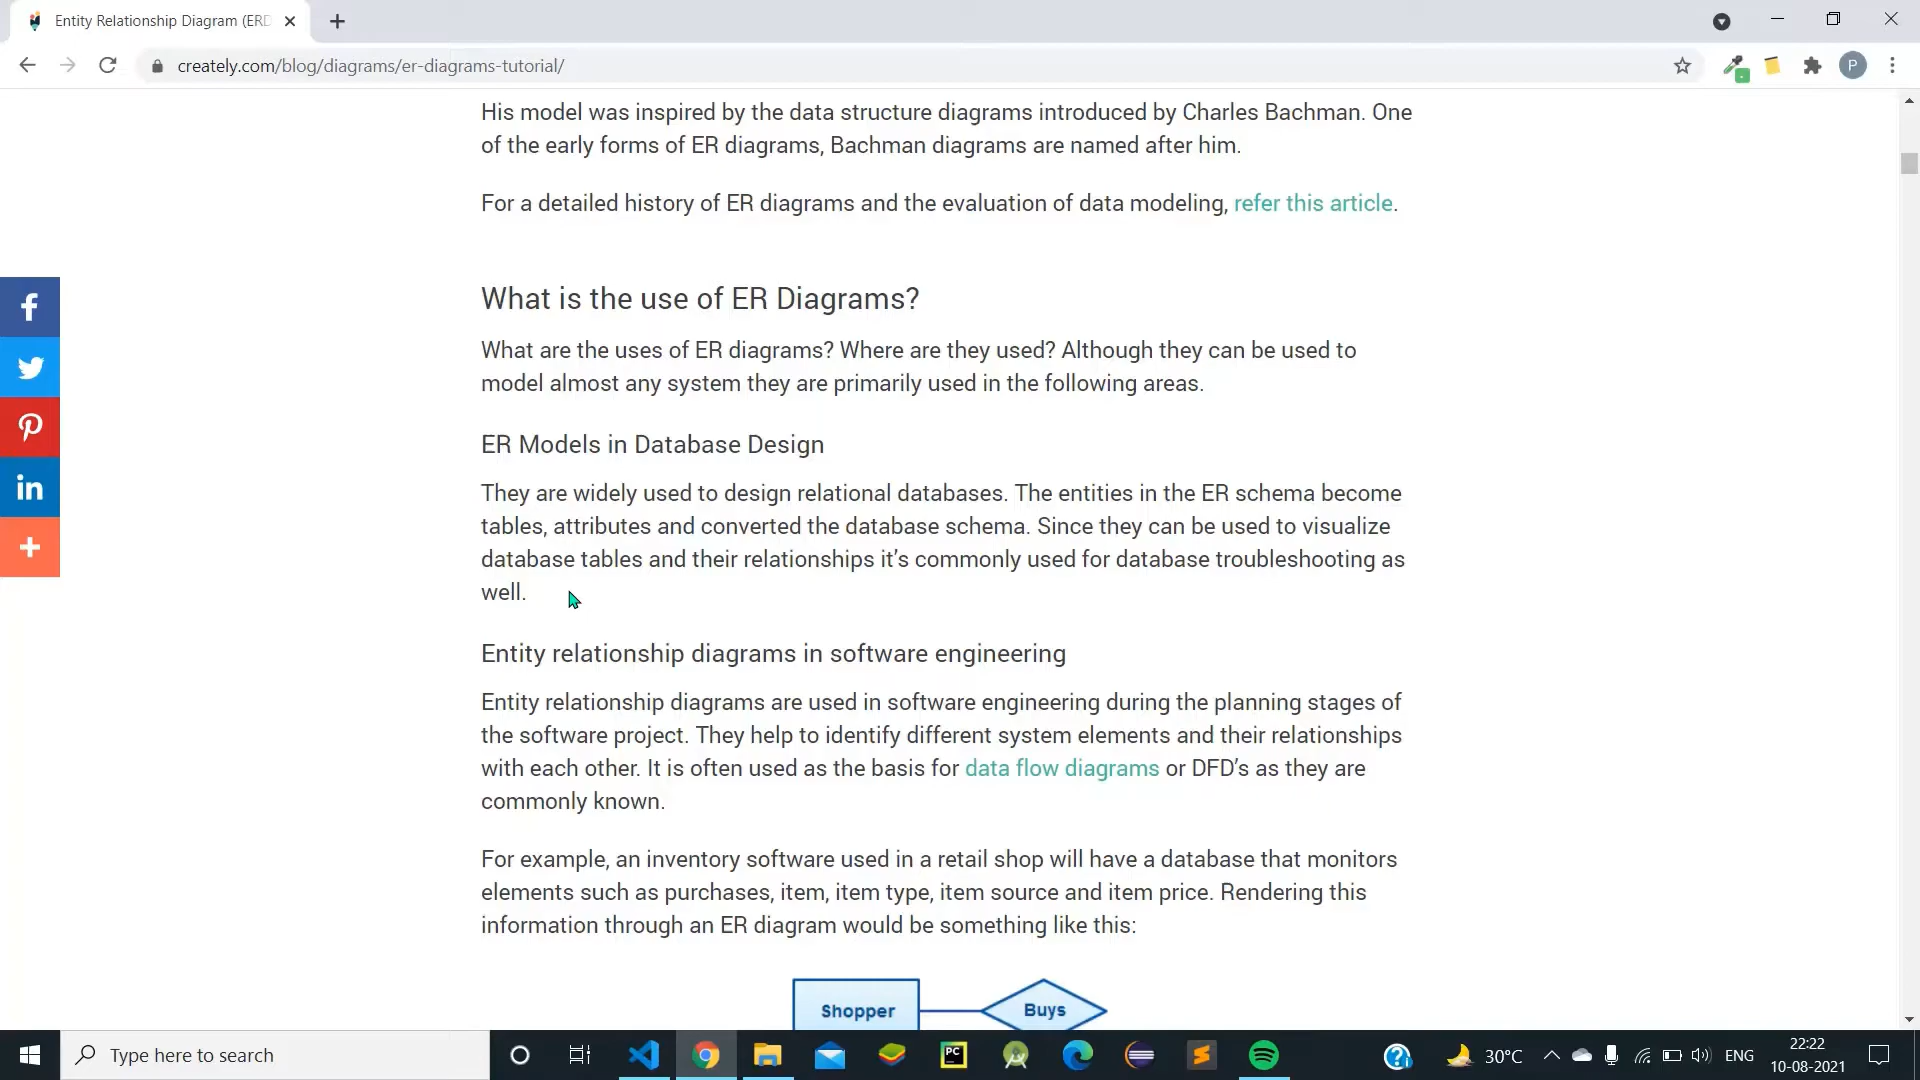 Entity Relationship Diagram (ERD
creately.com/blog/diagrams/er-diagrams-tutorial/
P
His model was inspired by the data structure diagrams introduced by Charles Bachman. One
of the early forms of ER diagrams, Bachman diagrams are named after him.
For a detailed history of ER diagrams and the evaluation of data modeling, refer this article.
What is the use of ER Diagrams?
What are the uses of ER diagrams? Where are they used? Although they can be used to
model almost any system they are primarily used in the following areas.
ER Models in Database Design
They are widely used to design relational databases. The entities in the ER schema become
tables, attributes and converted the database schema. Since they can be used to visualize
database tables and their relationships it’s commonly used for database troubleshooting as
well.
Entity relationship diagrams in software engineering
Entity relationship diagrams are used in software engineering during the planning stages of
the software project. They help to identify different system elements and their relationships
with each other. It is often used as the basis for data flow diagrams or DFD’s as they are
commonly known.
For example, an inventory software used in a retail shop will have a database that monitors
elements such as purchases, item, item type, item source and item price. Rendering this
information through an ER diagram would be something like this:
Shopper
Buys
Type here to search
PC
30°C
ENG
22:22
10-08-2021